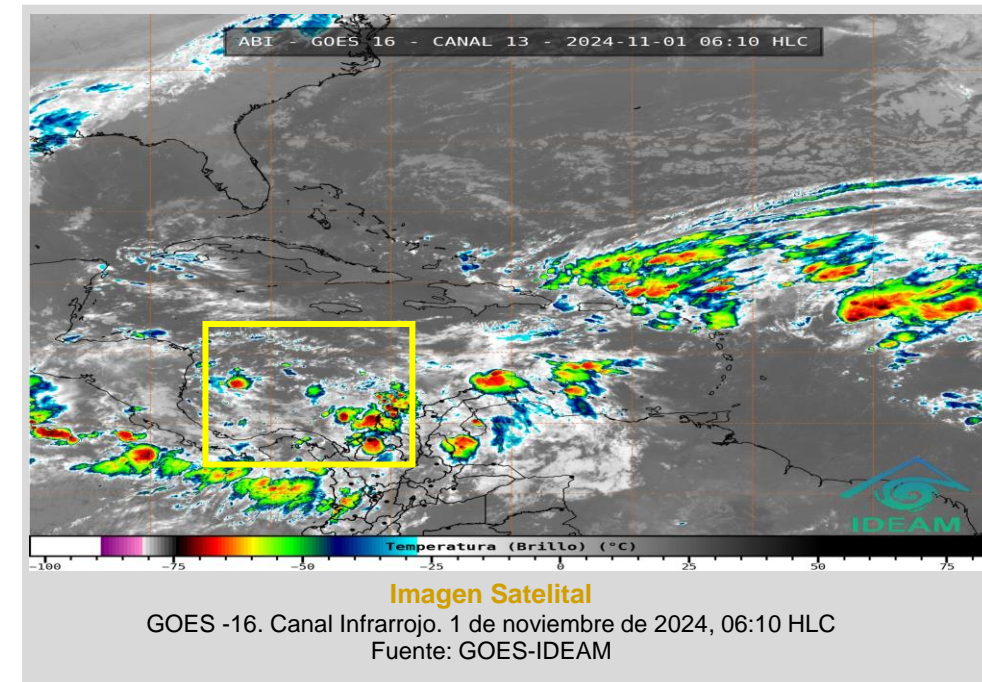 ABI - GOES 16 - CANAL 13 - 2024-11-01 06:10 HLC
IDEAM
Temperatura (Brillo) (°C)
-100 -75 -50 -25 0 25 50 75
Imagen Satelital
GOES -16. Canal Infrarrojo. 1 de noviembre de 2024, 06:10 HLC
Fuente: GOES-IDEAM